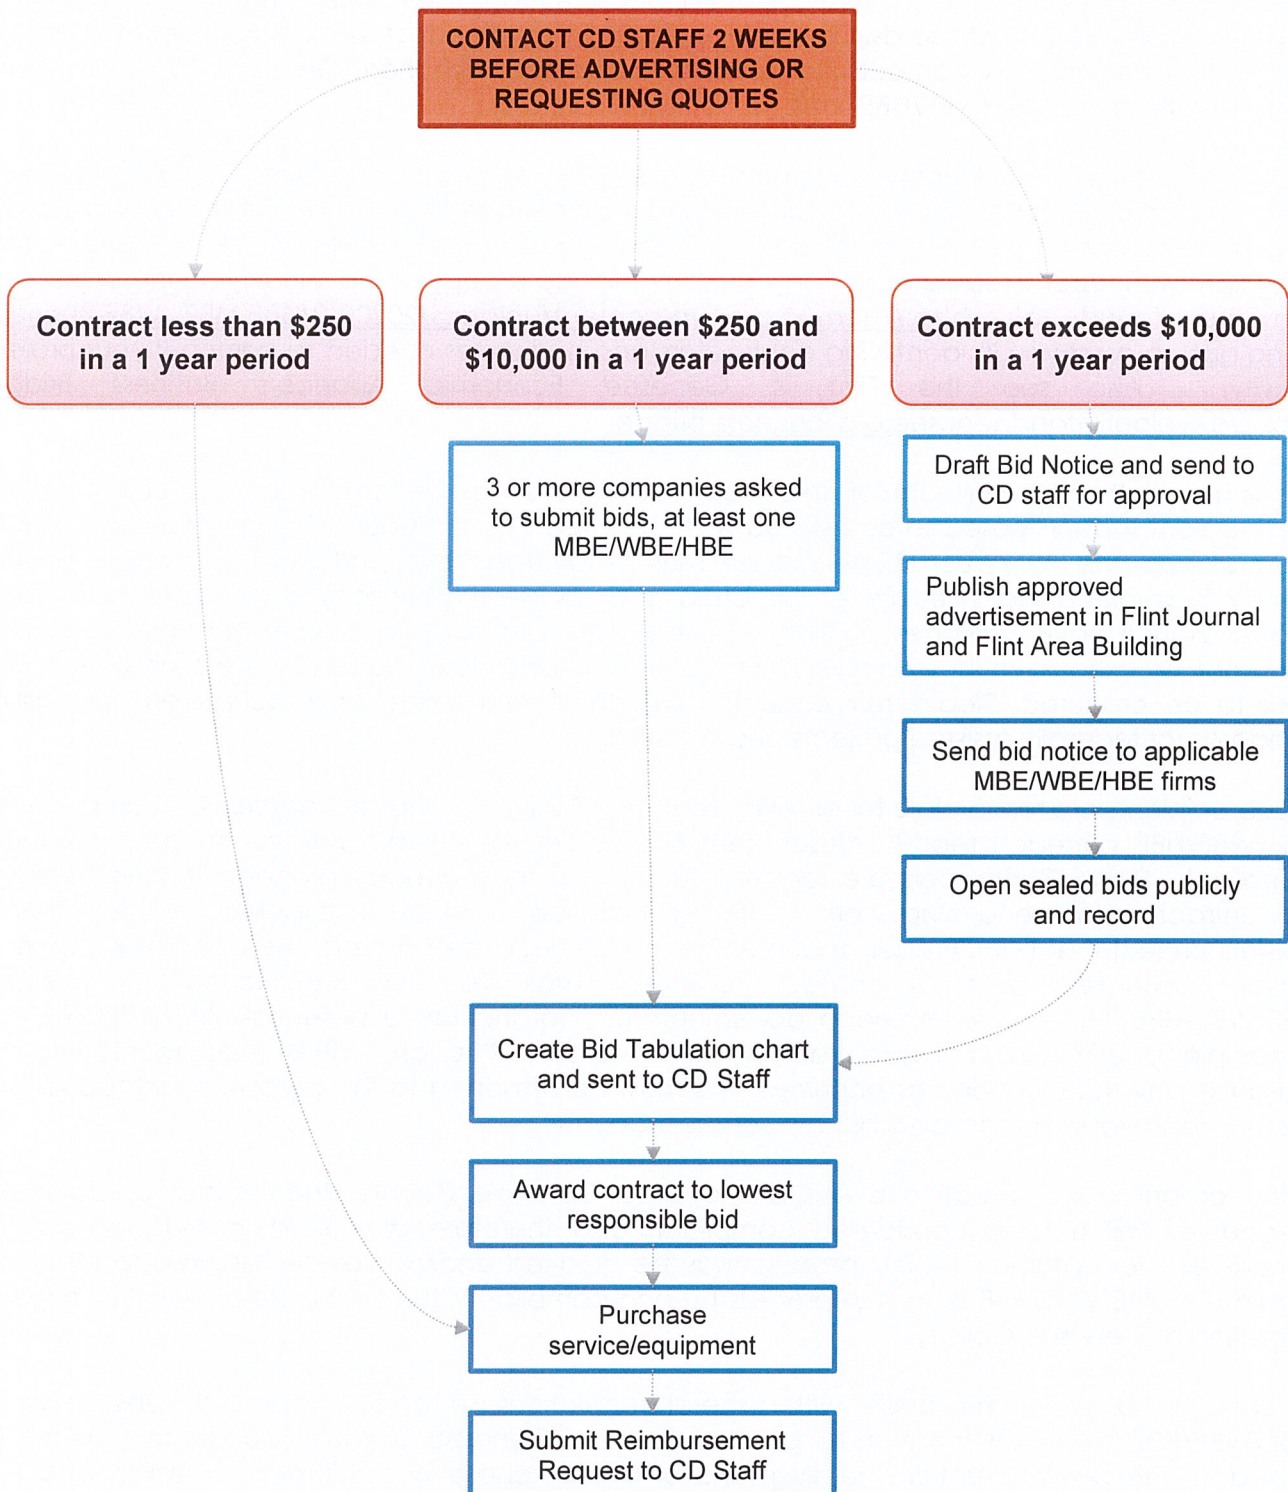 CONTACT CD STAFF 2 WEEKS
BEFORE ADVERTISING OR
REQUESTING QUOTES
Contract less than $250
in a 1 year period
Contract between $250 and
$10,000 in a 1 year period
Contract exceeds $10,000
in a 1 year period
3 or more companies asked
to submit bids, at least one
MBE/WBE/HBE
Draft Bid Notice and send to
CD staff for approval
Publish approved
advertisement in Flint Journal
and Flint Area Building
Send bid notice to applicable
MBE/WBE/HBE firms
Open sealed bids publicly
and record
Create Bid Tabulation chart
and sent to CD Staff
Award contract to lowest
responsible bid
Purchase
service/equipment
Submit Reimbursement
Request to CD Staff